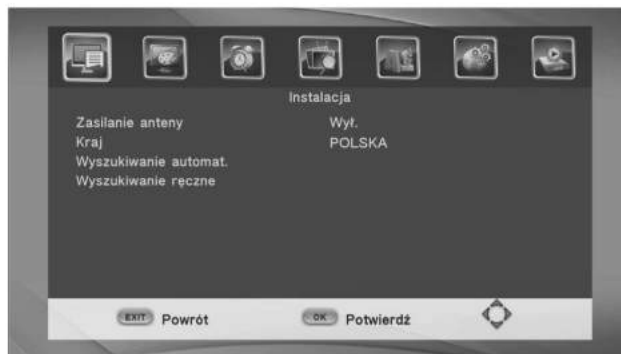 Instalacja
Zasilanie anteny Wył.
Kraj POLSKA
Wyszukiwanie automat.
Wyszukiwanie ręczne
EXIT Powrót OK Potwierdź